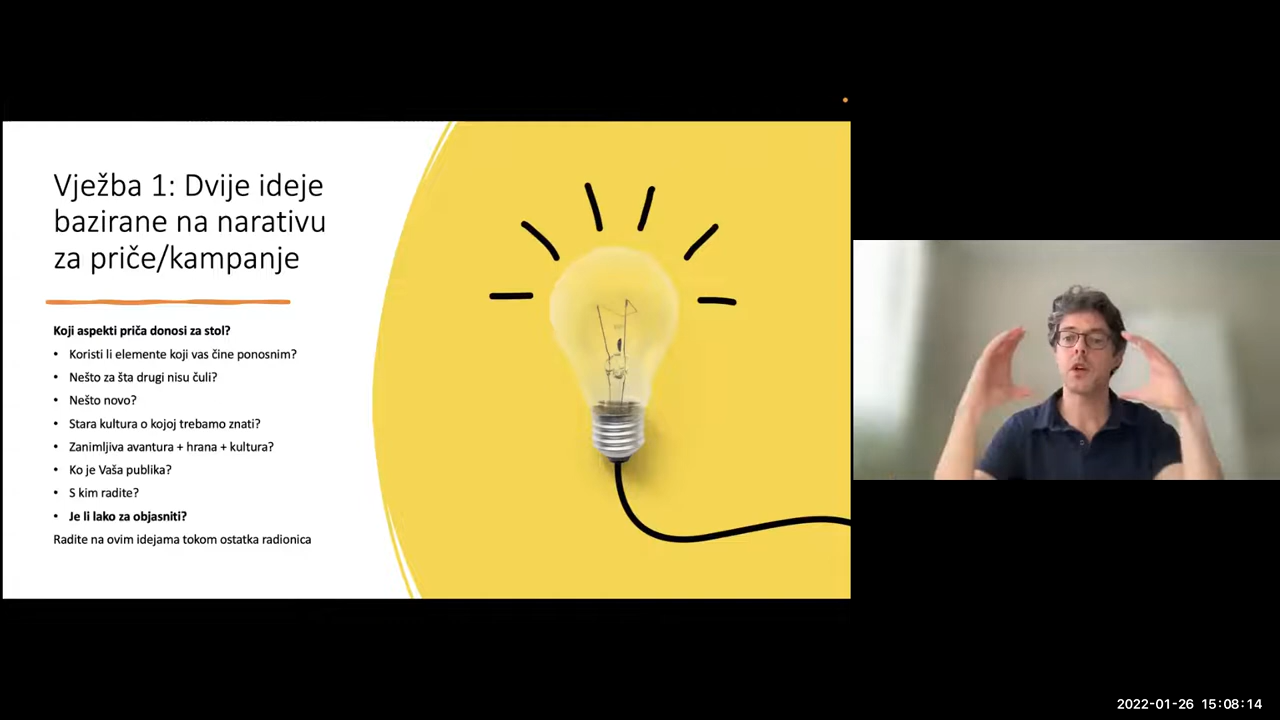 Vježba 1: Dvije ideje
bazirane na narativu
za priče/kampanje
Koji aspekti priča donosi za stol?
• Koristi li elemente koji vas čine ponosnim?
• Nešto za šta drugi nisu čuli?
• Nešto novo?
• Stara kultura o kojoj trebamo znati?
• Zanimljiva avantura + hrana + kultura?
• Ko je Vaša publika?
• S kim radite?
• Je li lako za objasniti?
Radite na ovim idejama tokom ostatka radionica
2022-01-26 15:08:14